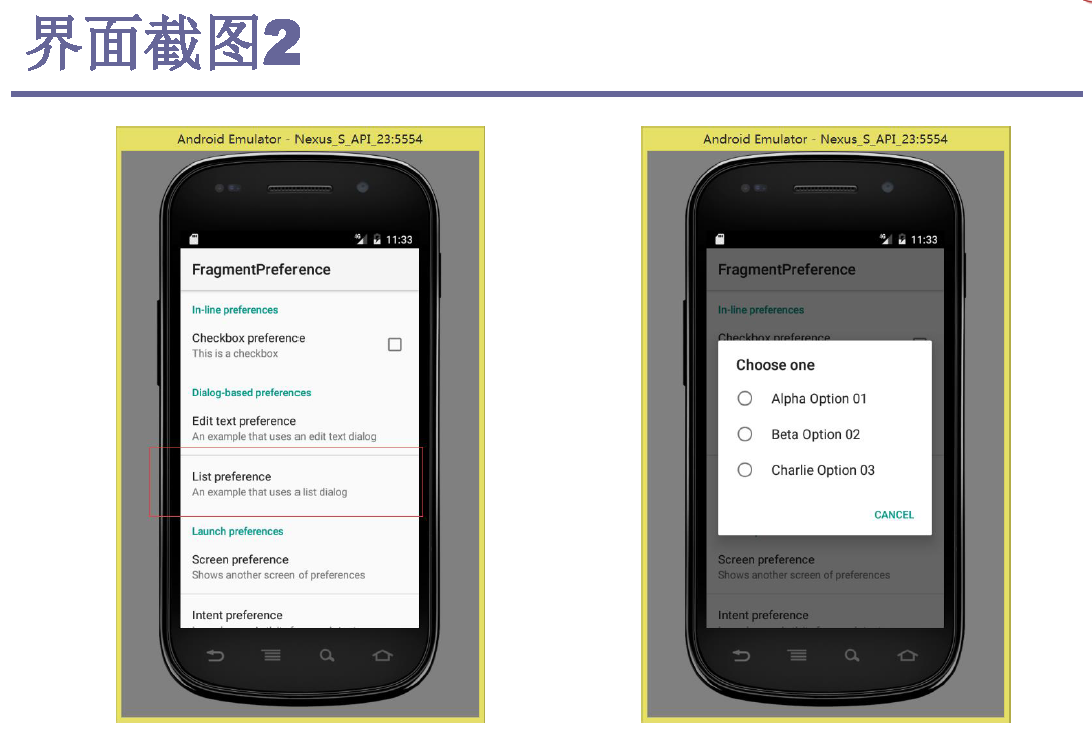 界面截图2
Android Emulator - Nexus_S_API_23:5554
4G 11:33
FragmentPreference
In-line preferences
Checkbox preference
This is a checkbox
Dialog-based preferences
Edit text preference
An example that uses an edit text dialog
List preference
An example that uses a list dialog
Launch preferences
Screen preference
Shows another screen of preferences
Intent preference
Android Emulator - Nexus_S_API_23:5554
4G 11:33
FragmentPreference
In-line preferences
Checkbox preference
Choose one
Alpha Option 01
Beta Option 02
Charlie Option 03
CANCEL
Screen preference
Shows another screen of preferences
Intent preference